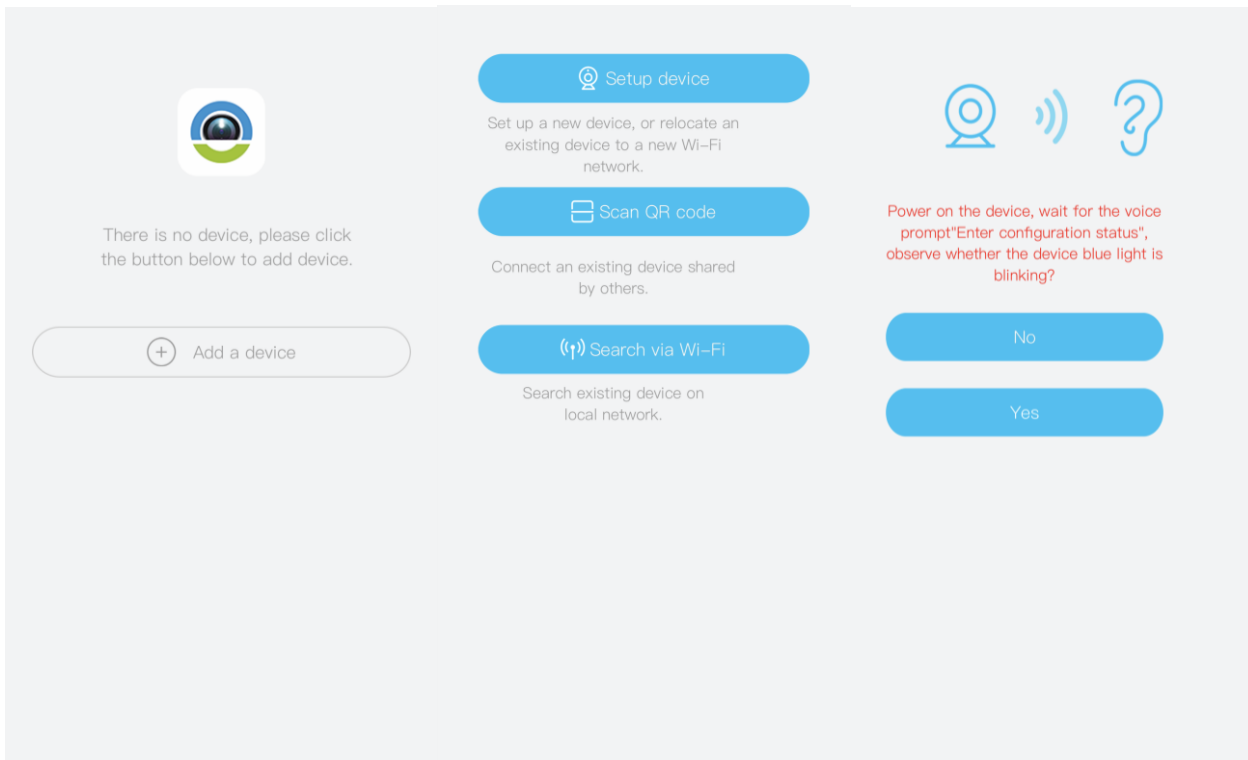 There is no device, please click
the button below to add device.
Add a device
Setup device
Set up a new device, or relocate an
existing device to a new Wi-Fi
network.
Scan QR code
Connect an existing device shared
by others.
Search via Wi-Fi
Search existing device on
local network.
Power on the device, wait for the voice
prompt"Enter configuration status",
observe whether the device blue light is
blinking?
No
Yes